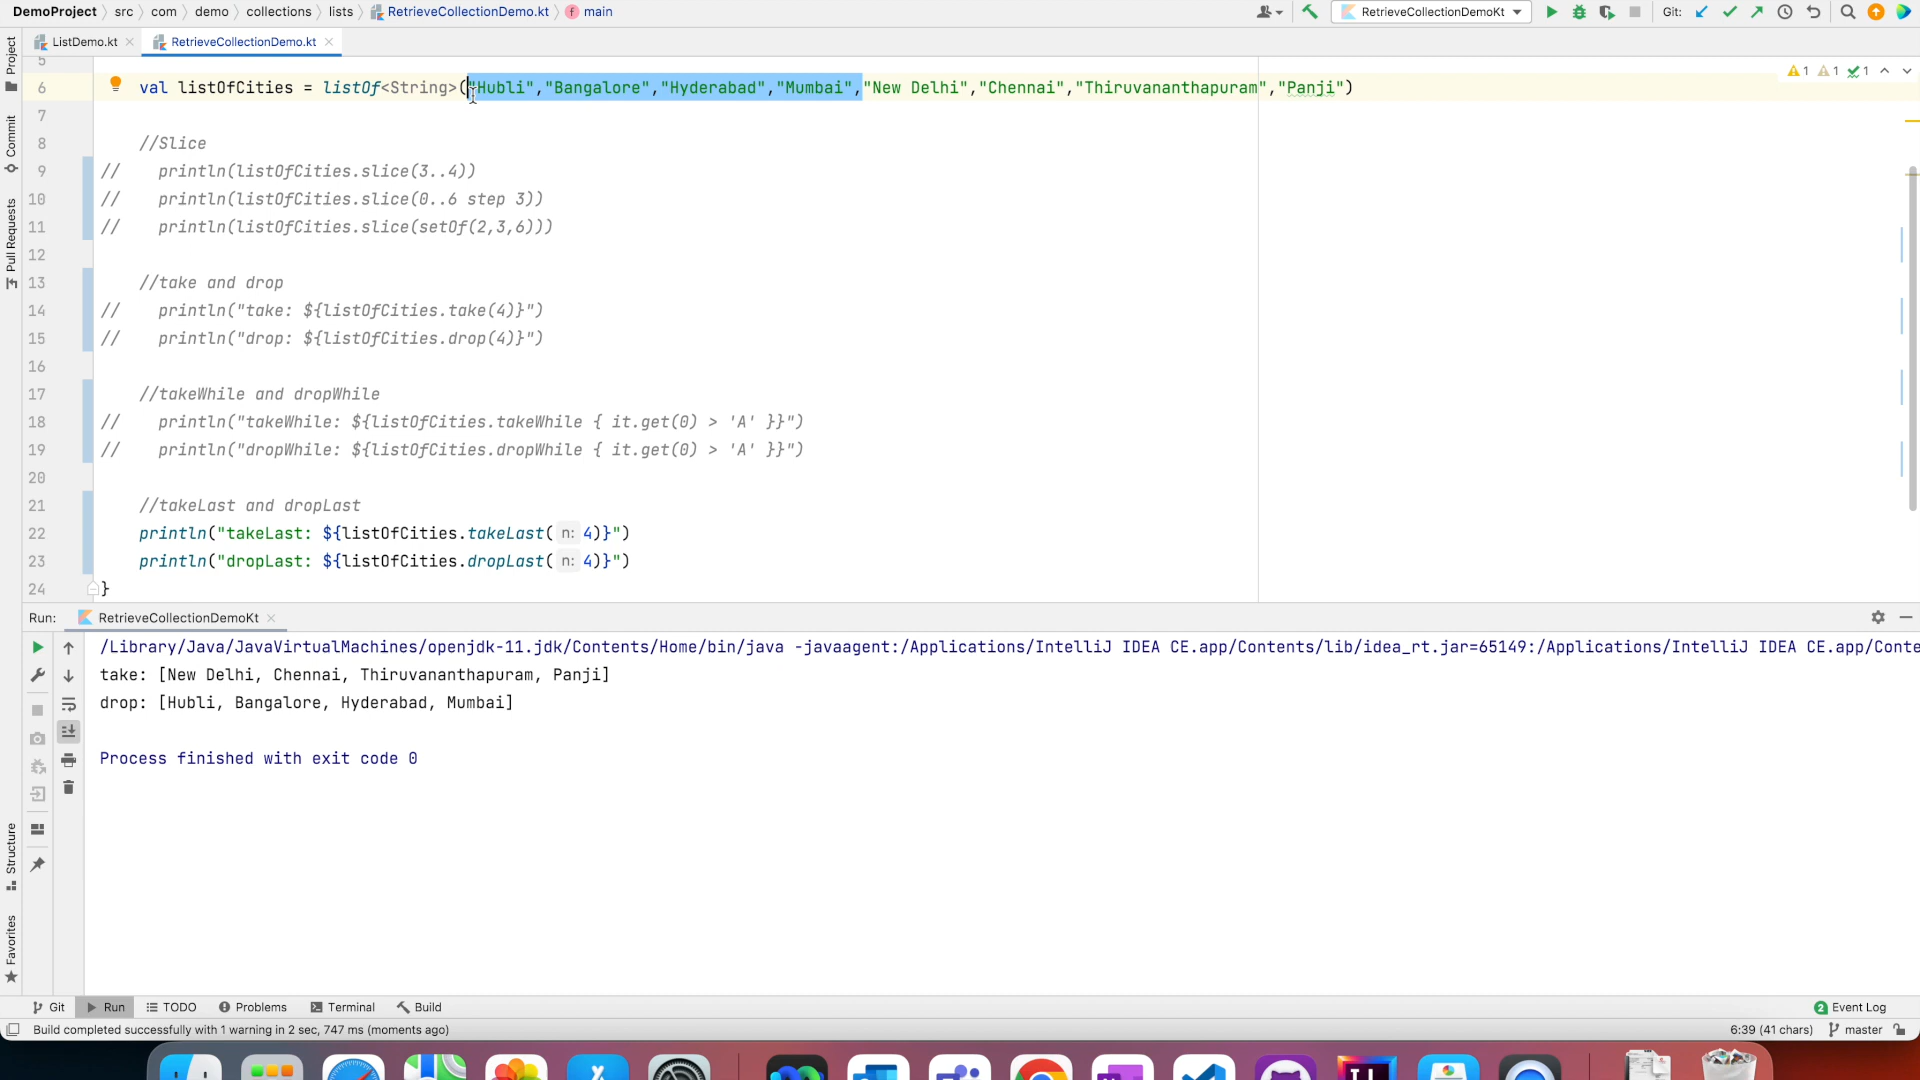 DemoProject src com demo collections lists RetrieveCollectionDemo.kt main RetrieveCollectionDemoKt Git:
ListDemo.kt RetrieveCollectionDemo.kt
5
6 val listOfCities = listOf<String>("Hubli","Bangalore","Hyderabad","Mumbai","New Delhi","Chennai","Thiruvananthapuram","Panji") 1 1 1
7
8 //Slice
9 // println(listOfCities.slice(3..4))
10 // println(listOfCities.slice(0..6 step 3))
11 // println(listOfCities.slice(setOf(2,3,6)))
12
13 //take and drop
14 // println("take: ${listOfCities.take(4)}")
15 // println("drop: ${listOfCities.drop(4)}")
16
17 //takeWhile and dropWhile
18 // println("takeWhile: ${listOfCities.takeWhile { it.get(0) > 'A' }}")
19 // println("dropWhile: ${listOfCities.dropWhile { it.get(0) > 'A' }}")
20
21 //takeLast and dropLast
22 println("takeLast: ${listOfCities.takeLast( n: 4)}")
23 println("dropLast: ${listOfCities.dropLast( n: 4)}")
24 }
Project
Commit
Pull Requests
Structure
Favorites
Run: RetrieveCollectionDemoKt
/Library/Java/JavaVirtualMachines/openjdk-11.jdk/Contents/Home/bin/java -javaagent:/Applications/IntelliJ IDEA CE.app/Contents/lib/idea_rt.jar=65149:/Applications/IntelliJ IDEA CE.app/Conte
take: [New Delhi, Chennai, Thiruvananthapuram, Panji]
drop: [Hubli, Bangalore, Hyderabad, Mumbai]
Process finished with exit code 0
Git Run TODO Problems Terminal Build 2 Event Log
Build completed successfully with 1 warning in 2 sec, 747 ms (moments ago) 6:39 (41 chars) master